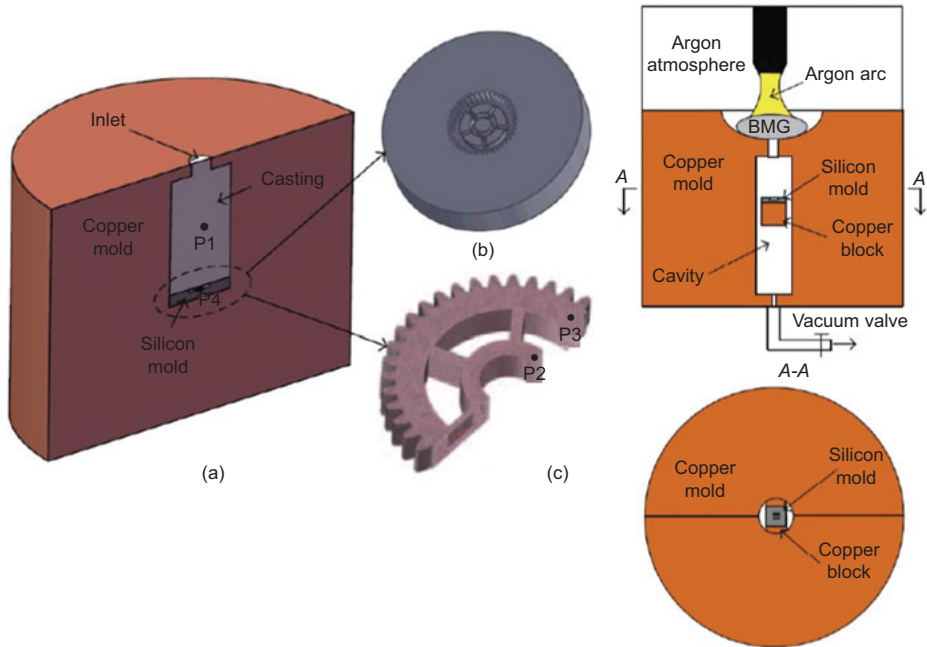 Inlet
Casting
Copper
mold
P1
P4
Silicon
mold
(a)
(b)
P3
P2
(c)
Argon
atmosphere
Argon arc
BMG
Copper
mold
Silicon
mold
A
A
Copper
block
Cavity
Vacuum valve
A-A
Copper
mold
Silicon
mold
Copper
block